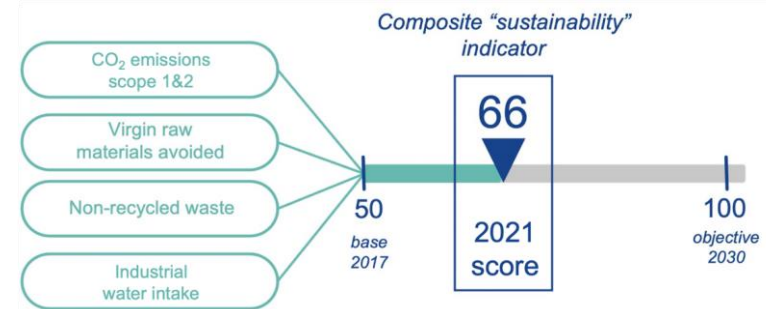 Composite “sustainability”
indicator
CO₂ emissions
scope 1&2
Virgin raw
materials avoided
Non-recycled waste
Industrial
water intake
66
50
base
2017
2021
score
100
objective
2030